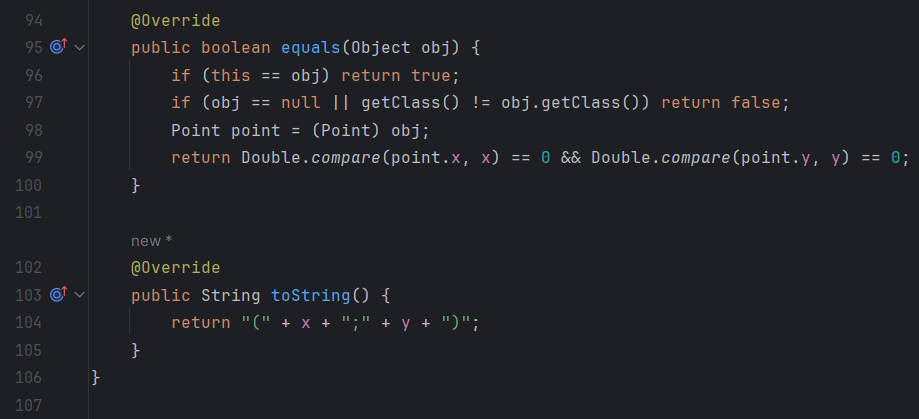 94 @Override
95 public boolean equals(Object obj) {
96 if (this == obj) return true;
97 if (obj == null || getClass() != obj.getClass()) return false;
98 Point point = (Point) obj;
99 return Double.compare(point.x, x) == 0 && Double.compare(point.y, y) == 0;
100 }
101
new *
102 @Override
103 public String toString() {
104 return "(" + x + ";" + y + ")";
105 }
106 }
107